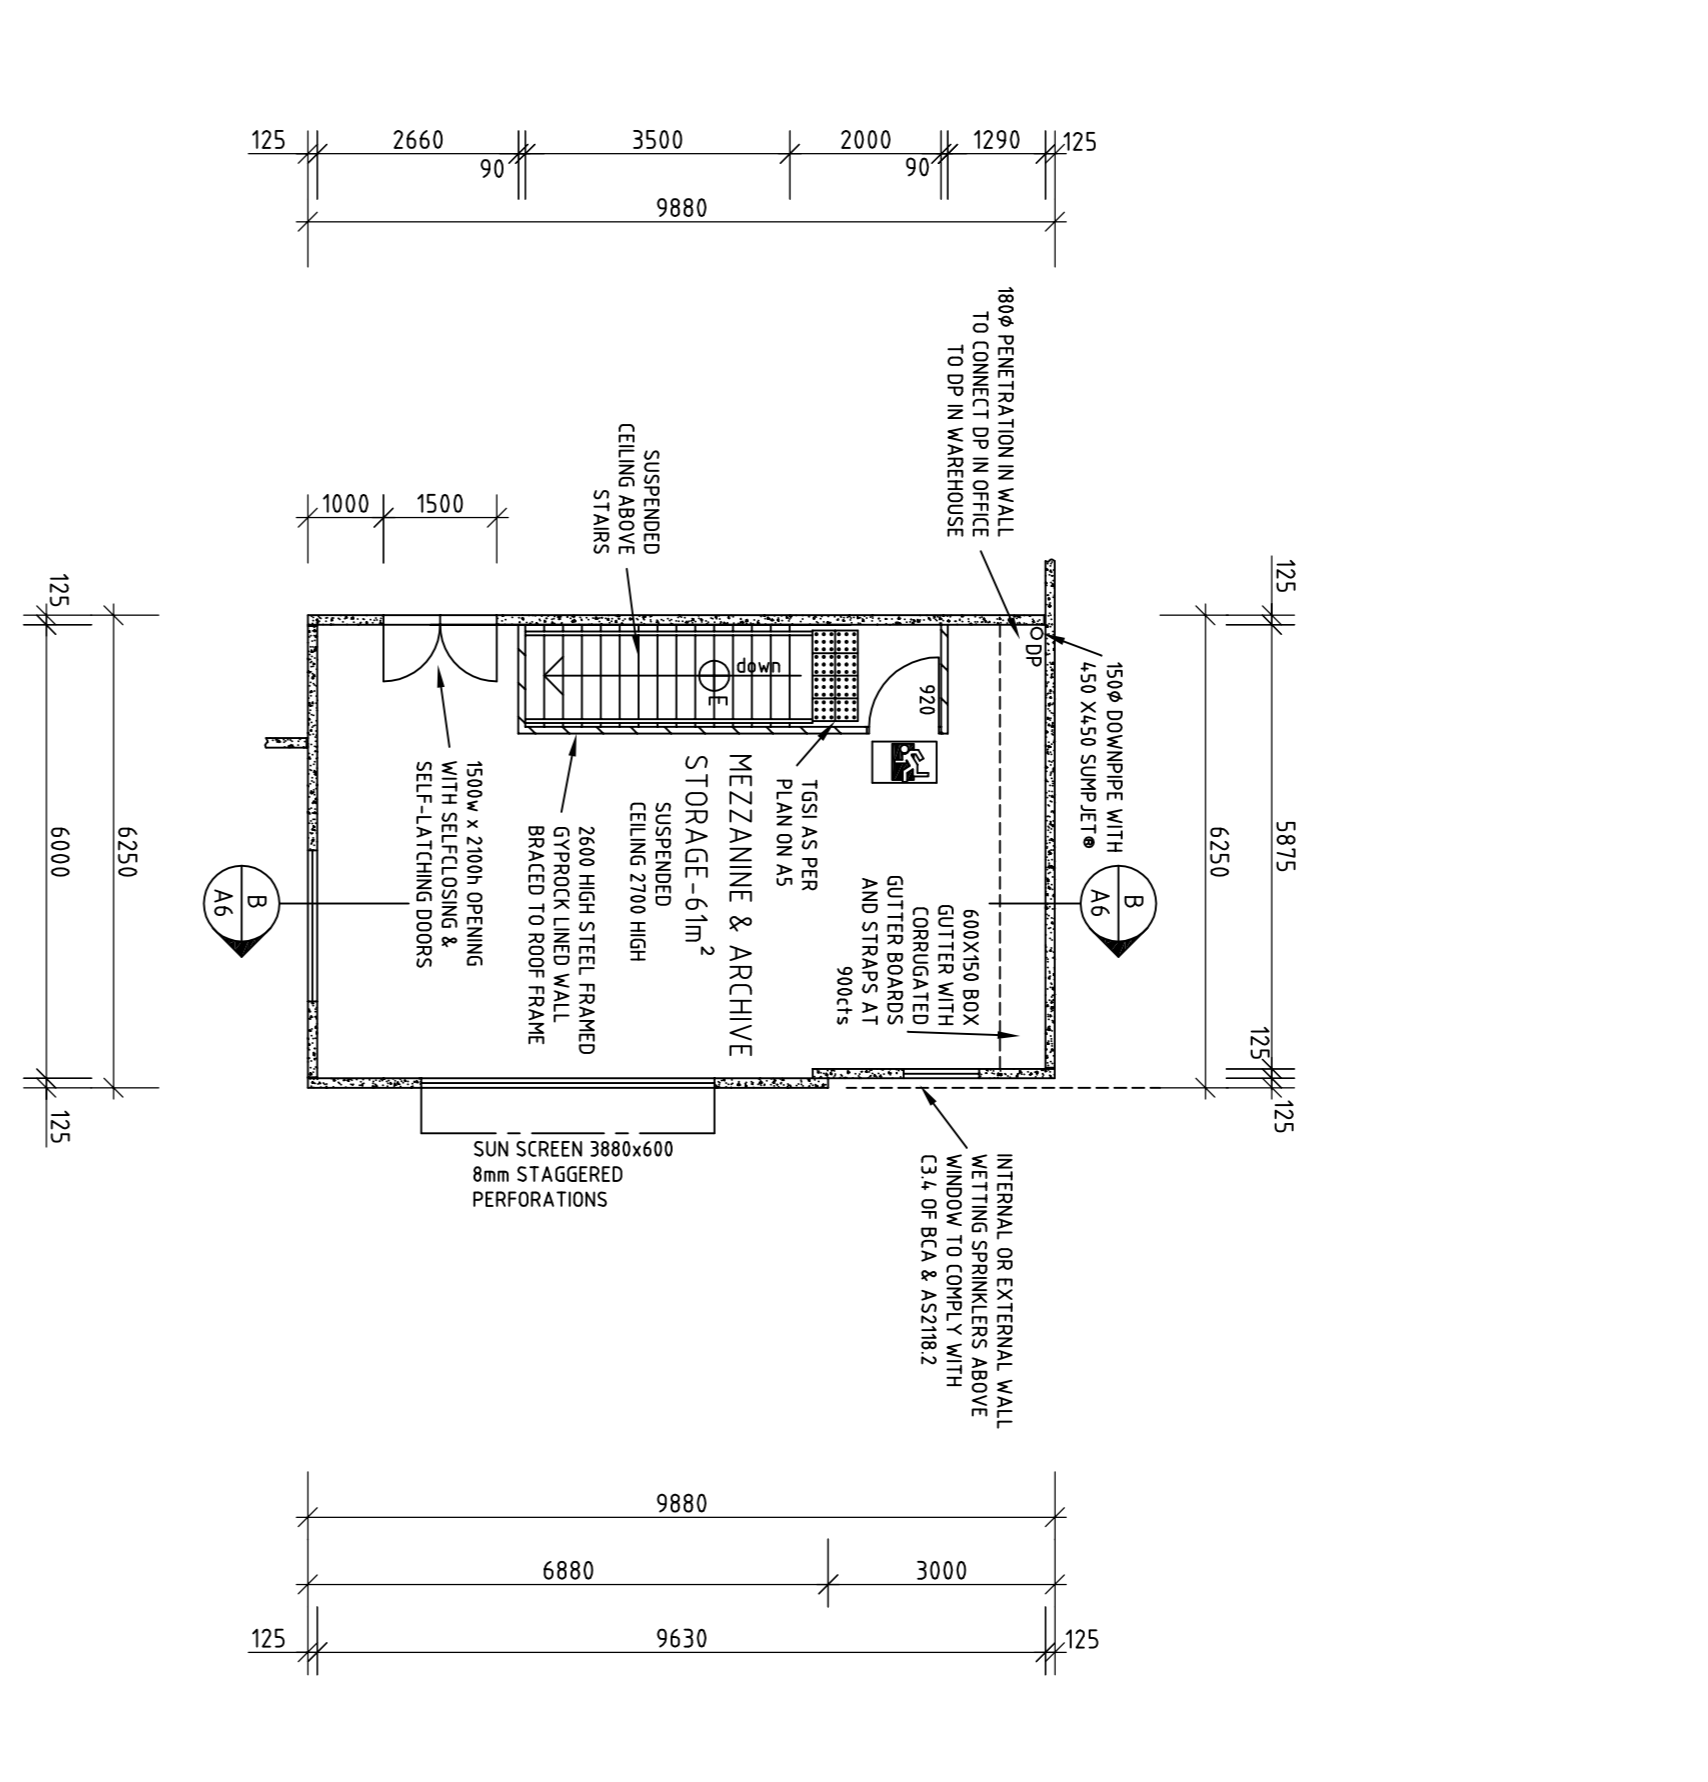 125
2660
90
3500
2000
90
1290
125
9880
180Ø PENETRATION IN WALL
TO CONNECT DP IN OFFICE
TO DP IN WAREHOUSE
SUSPENDED
CEILING ABOVE
STAIRS
1000
1500
125
6000
125
6250
125
5875
125
125
6250
DP
150Ø DOWNPIPE WITH
450 X450 SUMPJET®
down
E
920
TGSI AS PER
PLAN ON A5
MEZZANINE & ARCHIVE
STORAGE-61m²
SUSPENDED
CEILING 2700 HIGH
2600 HIGH STEEL FRAMED
GYPROCK LINED WALL
BRACED TO ROOF FRAME
1500w x 2100h OPENING
WITH SELFCLOSING &
SELF-LATCHING DOORS
600X150 BOX
GUTTER WITH
CORRUGATED
GUTTER BOARDS
AND STRAPS AT
900cts
B
A6
B
A6
SUN SCREEN 3880x600
8mm STAGGERED
PERFORATIONS
INTERNAL OR EXTERNAL WALL
WETTING SPRINKLERS ABOVE
WINDOW TO COMPLY WITH
C3.4 OF BCA & AS2118.2
9880
6880
3000
125
9630
125